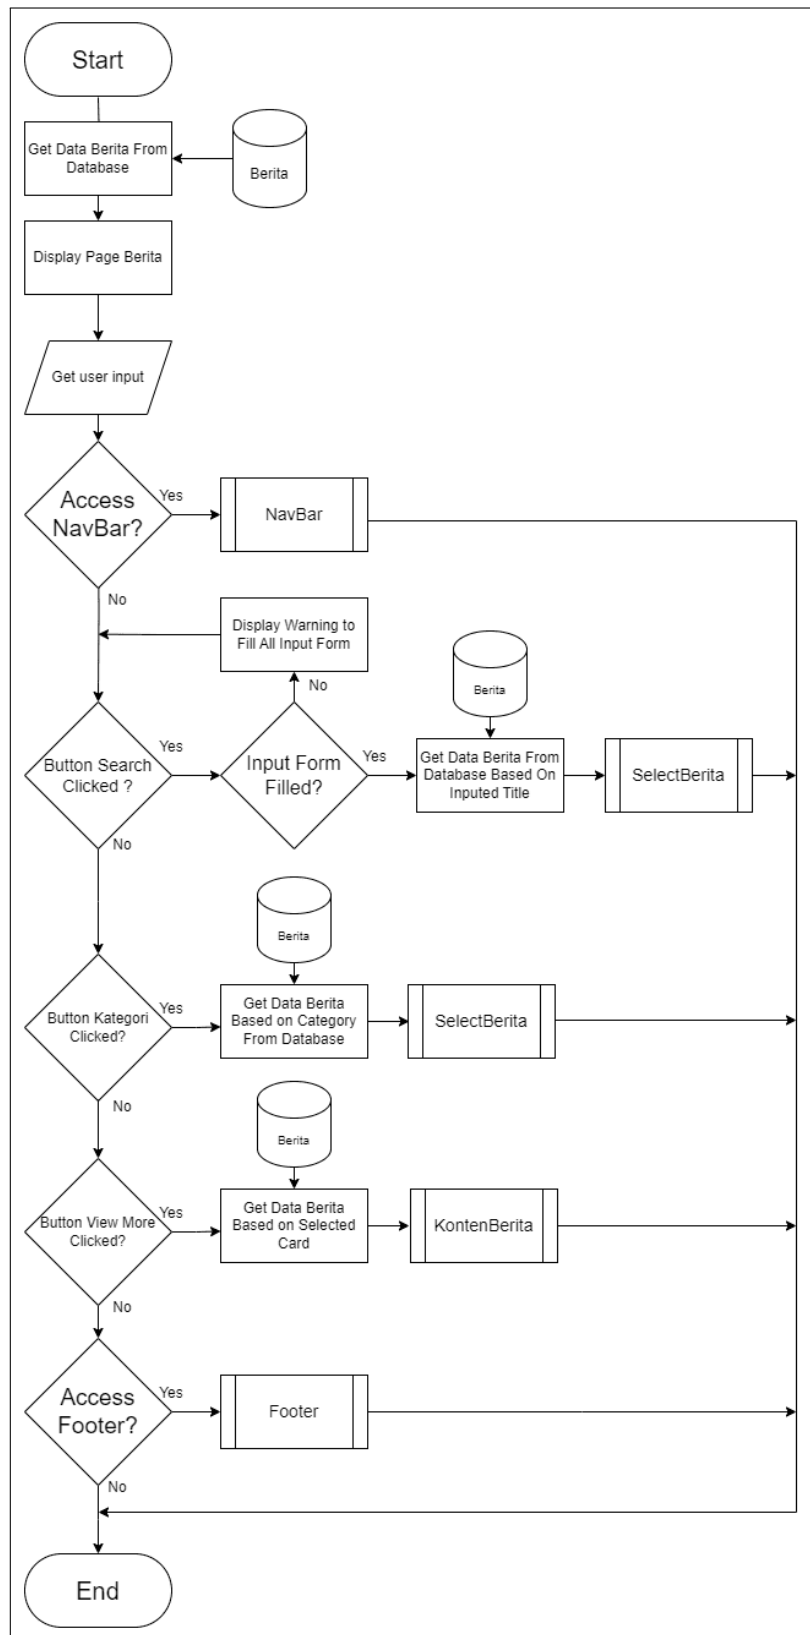 Start
Get Data Berita From
Database
Berita
Display Page Berita
Get user input
Access
NavBar?
Yes
NavBar
No
Display Warning to
Fill All Input Form
No
Berita
Button Search
Clicked ?
Yes
Input Form
Filled?
Yes
Get Data Berita From
Database Based On
Inputed Title
SelectBerita
No
Berita
Button Kategori
Clicked?
Yes
Get Data Berita
Based on Category
From Database
SelectBerita
No
Berita
Button View More
Clicked?
Yes
Get Data Berita
Based on Selected
Card
KontenBerita
No
Access
Footer?
Yes
Footer
No
End